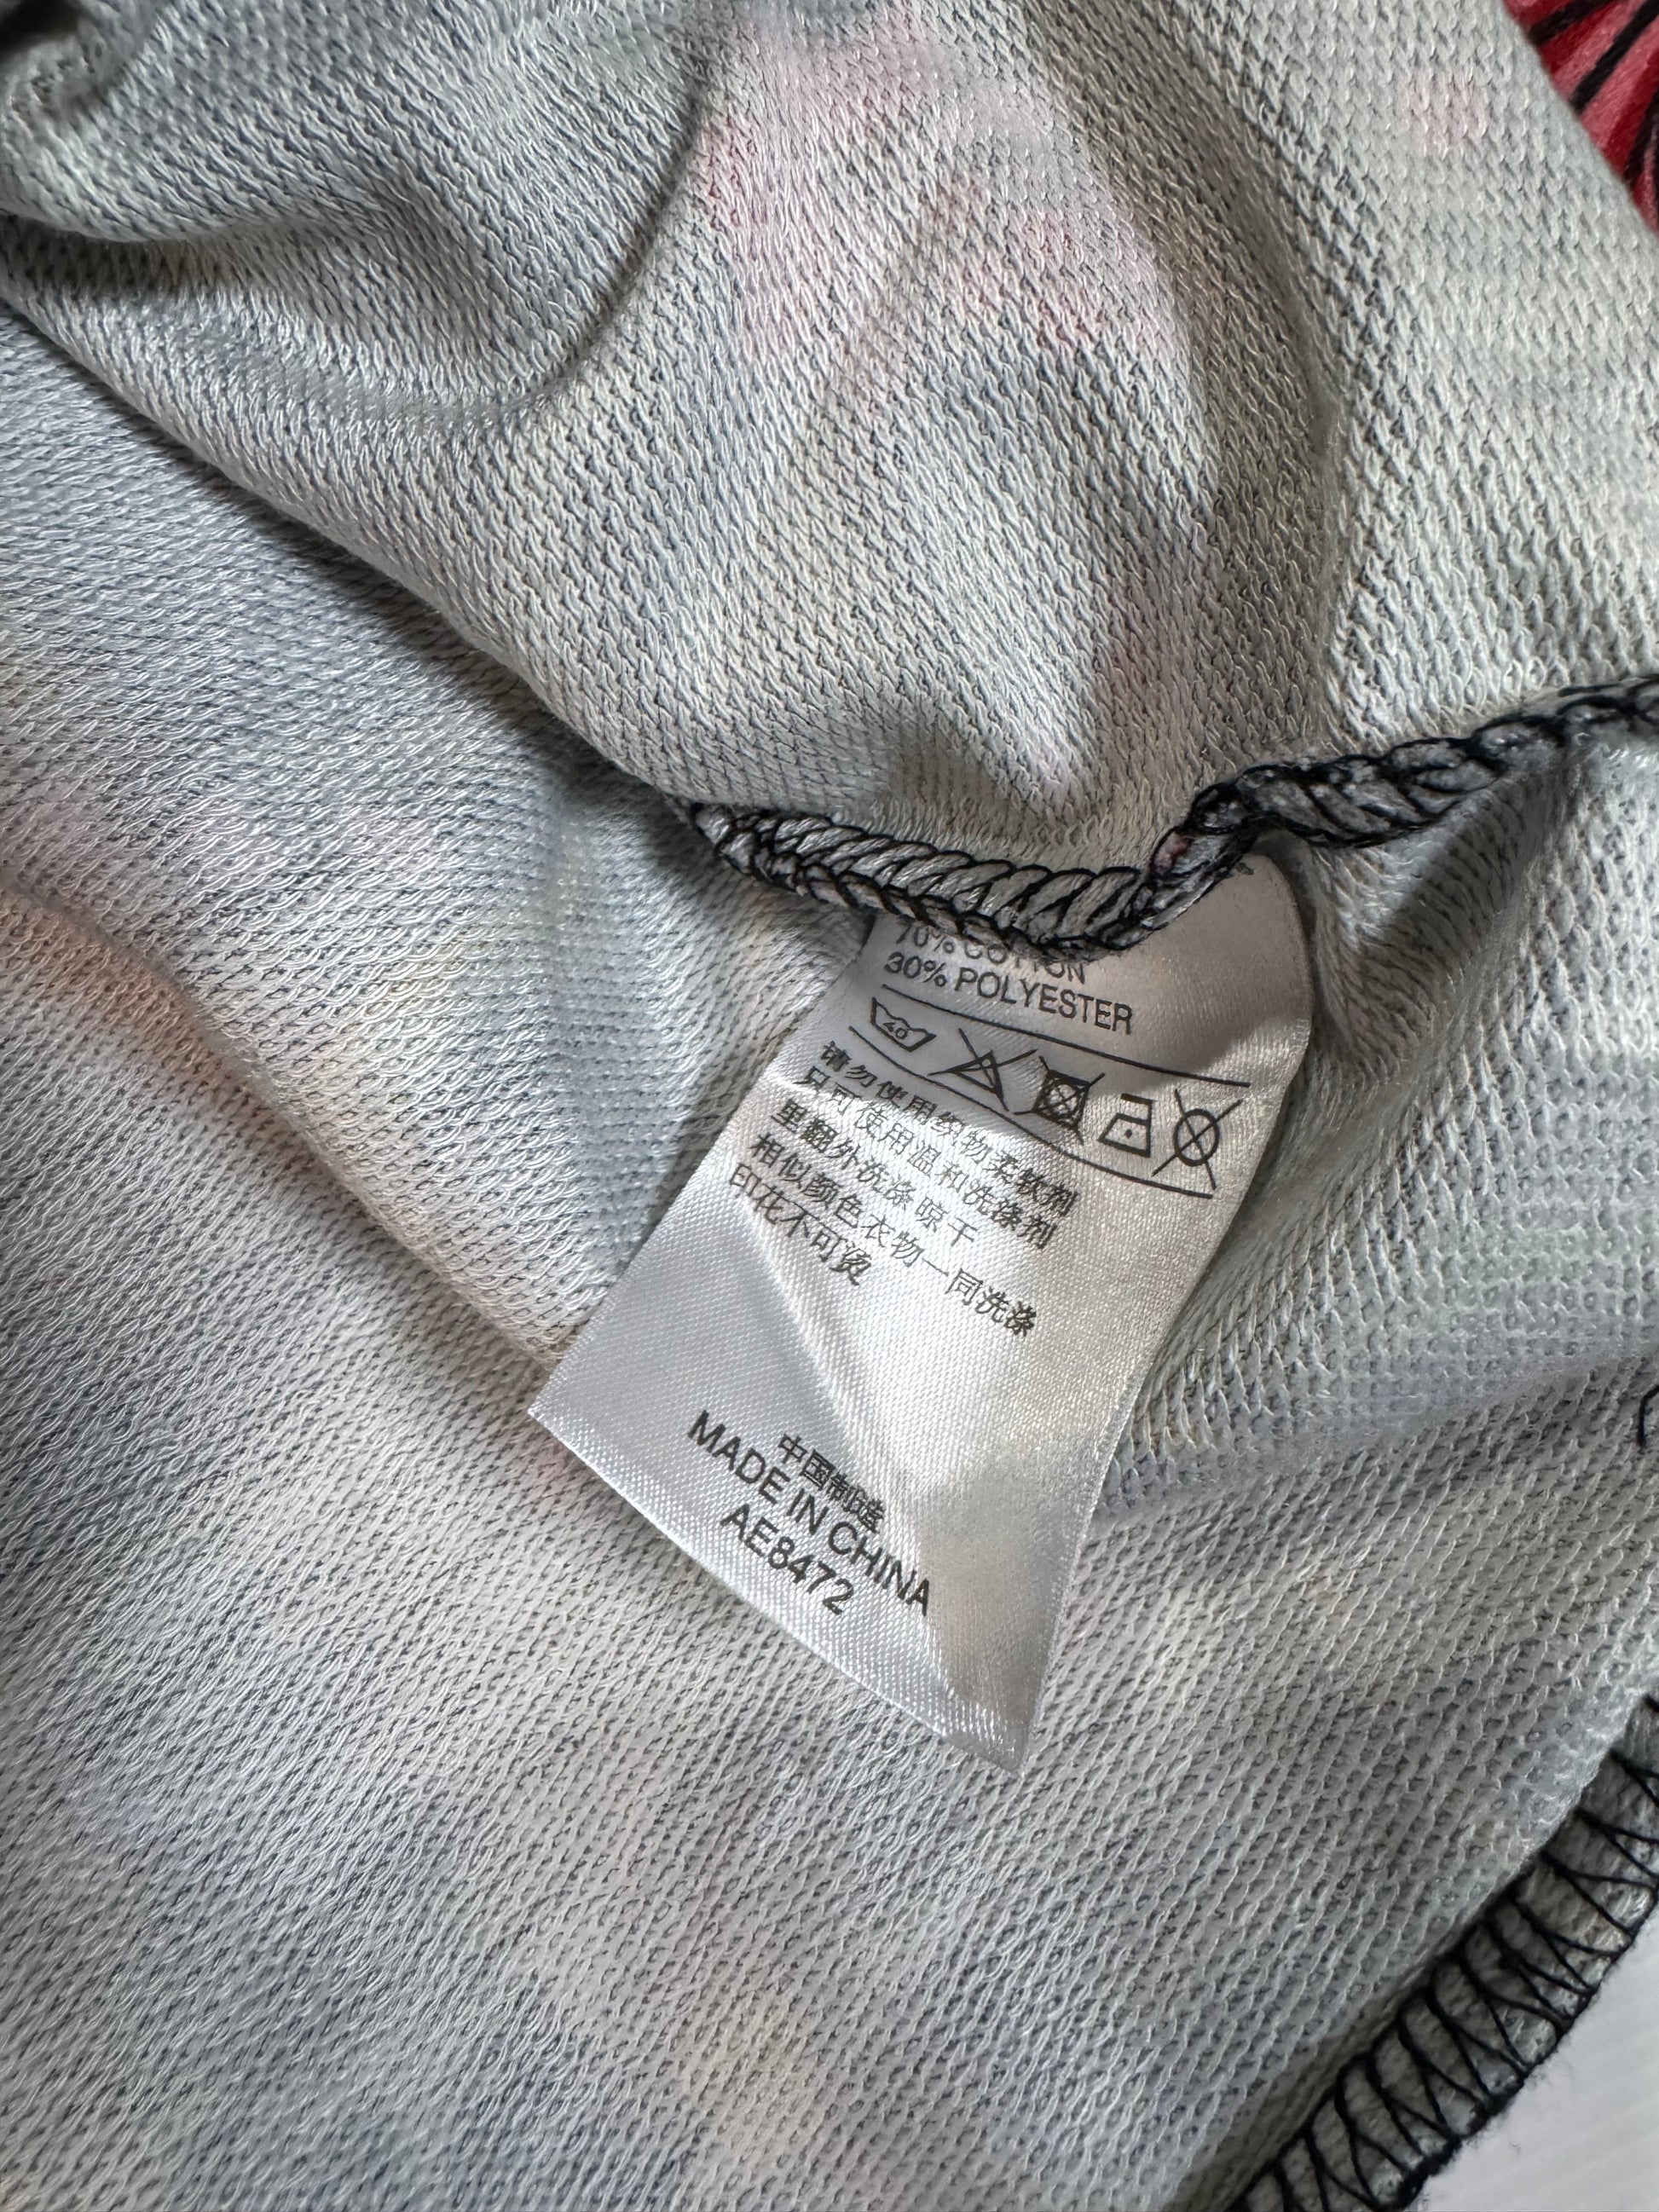 70% COTTON
30% POLYESTER
40
请勿使用织物柔软剂
只可使用温和洗涤剂
里翻外洗涤 晾干
相似颜色衣物一同洗涤
印花不可烫
中国制造
MADE IN CHINA
AE8472